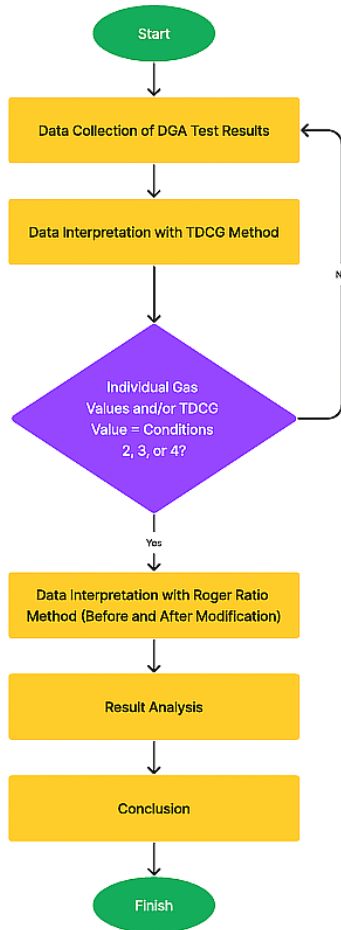 Start
Data Collection of DGA Test Results
Data Interpretation with TDCG Method
N
Individual Gas
Values and/or TDCG
Value = Conditions
2, 3, or 4?
Yes
Data Interpretation with Roger Ratio
Method (Before and After Modification)
Result Analysis
Conclusion
Finish